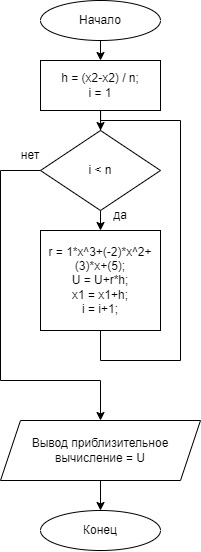 Начало
h = (x2-x2) / n;
i = 1
i < n
нет
да
r = 1*x^3+(-2)*x^2+
(3)*x+(5);
U = U+r*h;
x1 = x1+h;
i = i+1;
Вывод приблизительное
вычисление = U
Конец